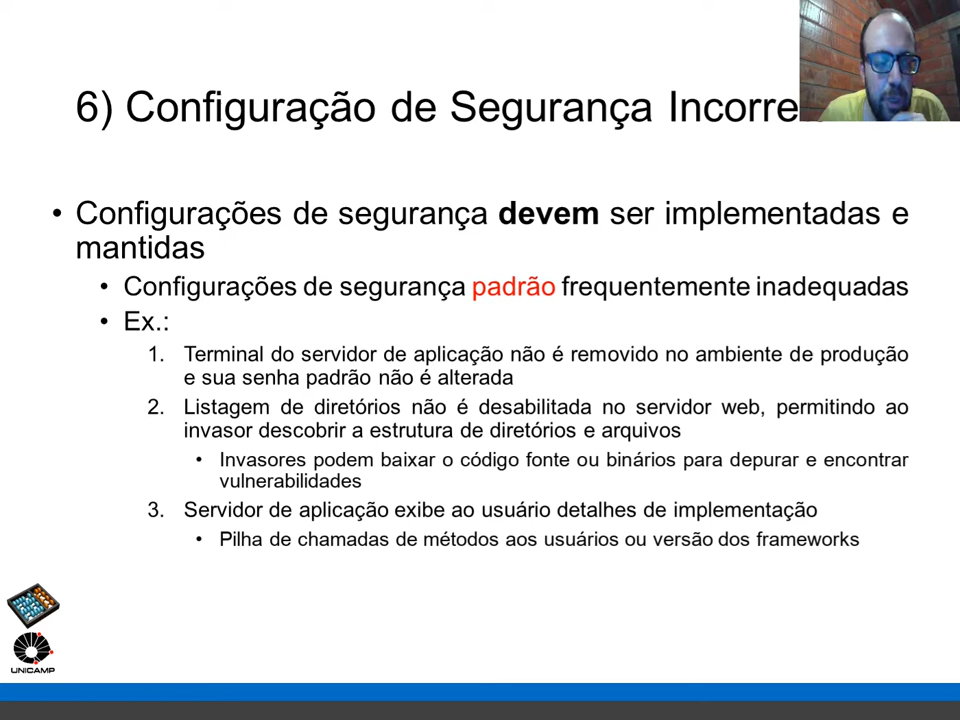 6) Configuração de Segurança
• Configurações de segurança devem ser implementadas e
mantidas
• Configurações de segurança padrão frequentemente inadequadas
• Ex.:
1. Terminal do servidor de aplicação não é removido no ambiente de produção
e sua senha padrão não é alterada
2. Listagem de diretórios não é desabilitada no servidor web, permitindo ao
invasor descobrir a estrutura de diretórios e arquivos
• Invasores podem baixar o código fonte ou binários para depurar e encontrar
vulnerabilidades
3. Servidor de aplicação exibe ao usuário detalhes de implementação
• Pilha de chamadas de métodos aos usuários ou versão dos frameworks
UNICAMP